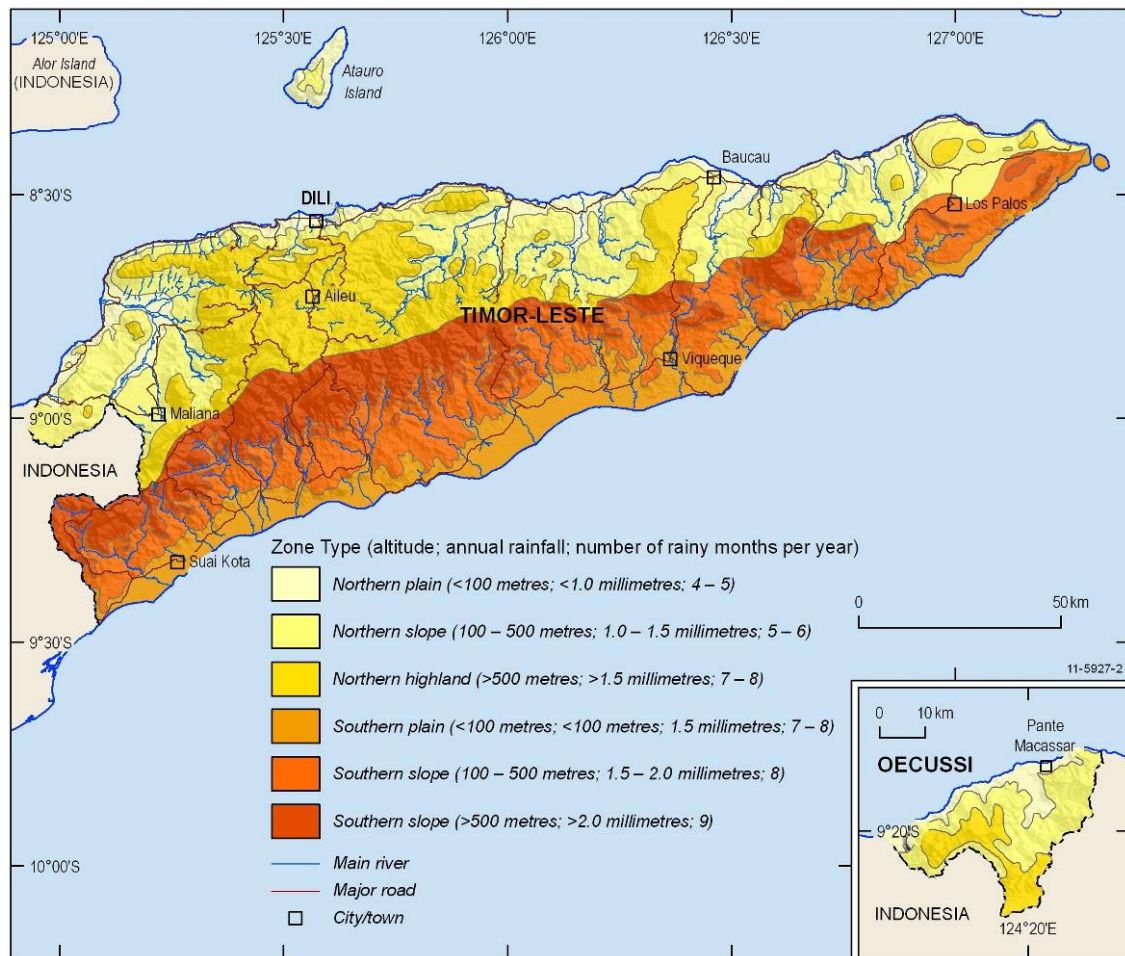 125°00'E
125°30'E
126°00'E
126°30'E
127°00'E
Alor Island
(INDONESIA)
Atauro
Island
Baucau
8°30'S
DILI
Los Palos
Aileu
TIMOR-LESTE
Viqueque
9°00'S
Maliana
INDONESIA
Suai Kota
Zone Type (altitude; annual rainfall; number of rainy months per year)
Northern plain (<100 metres; <1.0 millimetres; 4 – 5)
Northern slope (100 – 500 metres; 1.0 – 1.5 millimetres; 5 – 6)
Northern highland (>500 metres; >1.5 millimetres; 7 – 8)
Southern plain (<100 metres; <100 metres; 1.5 millimetres; 7 – 8)
Southern slope (100 – 500 metres; 1.5 – 2.0 millimetres; 8)
Southern slope (>500 metres; >2.0 millimetres; 9)
Main river
Major road
City/town
9°30'S
10°00'S
0 50 km
11-5927-2
0 10 km
Pante
Macassar
OECUSSI
9°20'S
INDONESIA
124°20'E